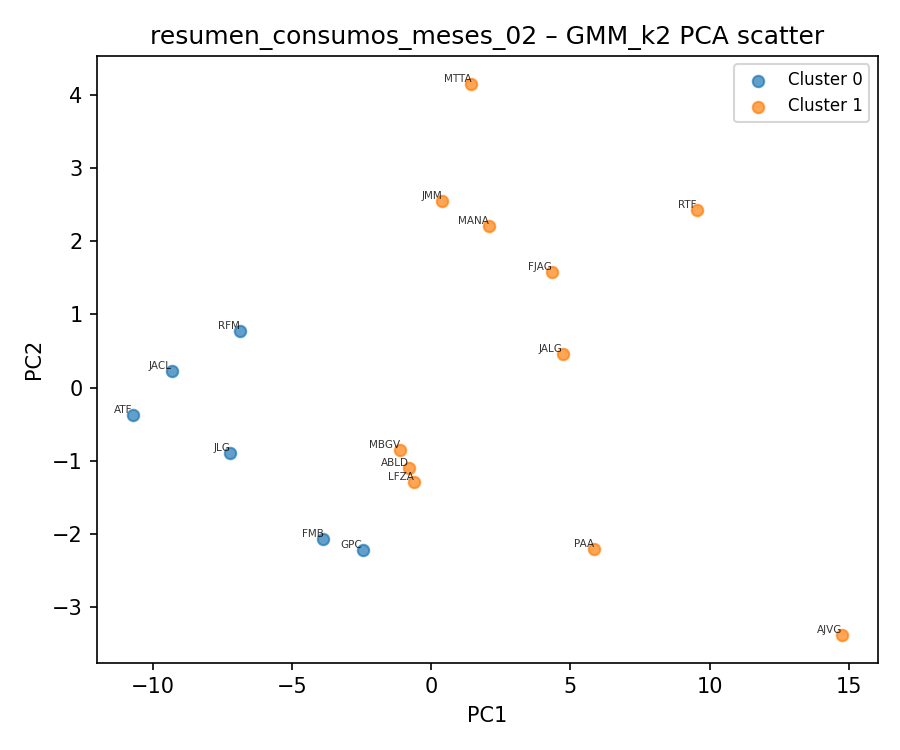 resumen_consumos_meses_02 – GMM_k2 PCA scatter
Cluster 0
Cluster 1
MTTA
JMM
MANA
RTF
FJAG
JALG
RFM
JACL
ATF
JLG
MBGV
ABLD
LFZA
FMB
GPC
PAA
AJVG
4
3
2
1
0
−1
−2
−3
PC2
−10
−5
0
5
10
15
PC1